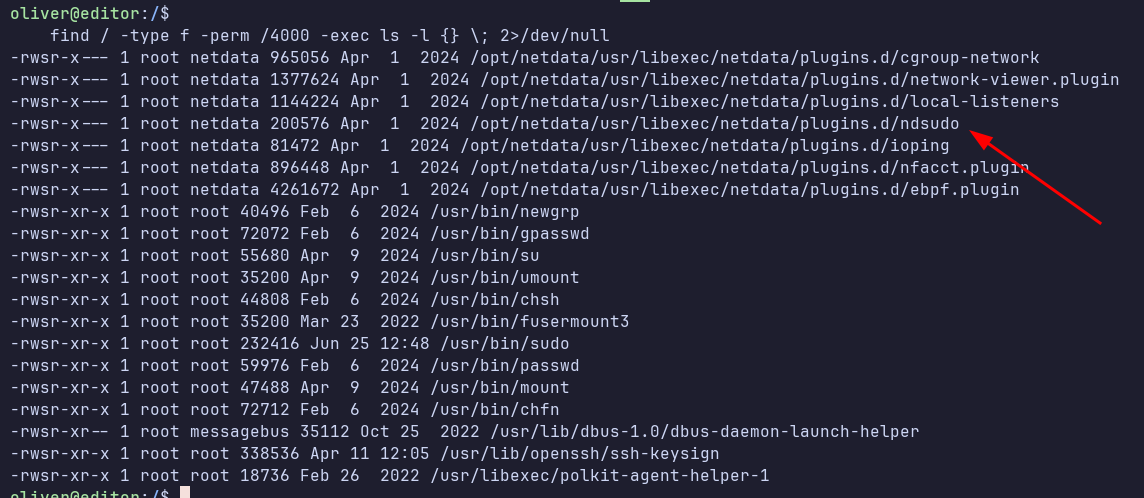 oliver@editor:/$
find / -type f -perm /4000 -exec ls -l {} \; 2>/dev/null
-rwsr-x--- 1 root netdata 965056 Apr  1  2024 /opt/netdata/usr/libexec/netdata/plugins.d/cgroup-network
-rwsr-x--- 1 root netdata 1377624 Apr  1  2024 /opt/netdata/usr/libexec/netdata/plugins.d/network-viewer.plugin
-rwsr-x--- 1 root netdata 1144224 Apr  1  2024 /opt/netdata/usr/libexec/netdata/plugins.d/local-listeners
-rwsr-x--- 1 root netdata 200576 Apr  1  2024 /opt/netdata/usr/libexec/netdata/plugins.d/ndsudo
-rwsr-x--- 1 root netdata 81472 Apr  1  2024 /opt/netdata/usr/libexec/netdata/plugins.d/ioping
-rwsr-x--- 1 root netdata 896448 Apr  1  2024 /opt/netdata/usr/libexec/netdata/plugins.d/nfacct.plugin
-rwsr-x--- 1 root netdata 4261672 Apr  1  2024 /opt/netdata/usr/libexec/netdata/plugins.d/ebpf.plugin
-rwsr-xr-x 1 root root 40496 Feb  6  2024 /usr/bin/newgrp
-rwsr-xr-x 1 root root 72072 Feb  6  2024 /usr/bin/gpasswd
-rwsr-xr-x 1 root root 55680 Apr  9  2024 /usr/bin/su
-rwsr-xr-x 1 root root 35200 Apr  9  2024 /usr/bin/umount
-rwsr-xr-x 1 root root 44808 Feb  6  2024 /usr/bin/chsh
-rwsr-xr-x 1 root root 35200 Mar 23  2022 /usr/bin/fusermount3
-rwsr-xr-x 1 root root 232416 Jun 25 12:48 /usr/bin/sudo
-rwsr-xr-x 1 root root 59976 Feb  6  2024 /usr/bin/passwd
-rwsr-xr-x 1 root root 47488 Apr  9  2024 /usr/bin/mount
-rwsr-xr-x 1 root root 72712 Feb  6  2024 /usr/bin/chfn
-rwsr-xr-- 1 root messagebus 35112 Oct 25  2022 /usr/lib/dbus-1.0/dbus-daemon-launch-helper
-rwsr-xr-x 1 root root 338536 Apr 11 12:05 /usr/lib/openssh/ssh-keysign
-rwsr-xr-x 1 root root 18736 Feb 26  2022 /usr/libexec/polkit-agent-helper-1
oliver@editor:/$